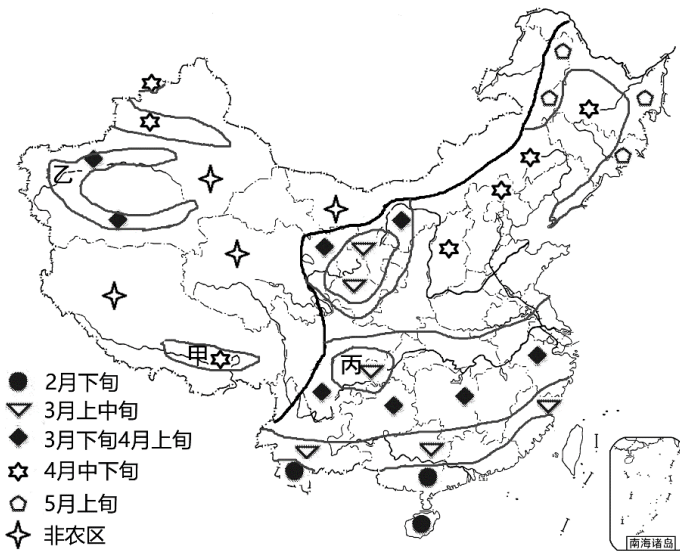 乙
甲
丙
2月下旬
3月上中旬
3月下旬4月上旬
4月中下旬
5月上旬
非农区
南海诸岛